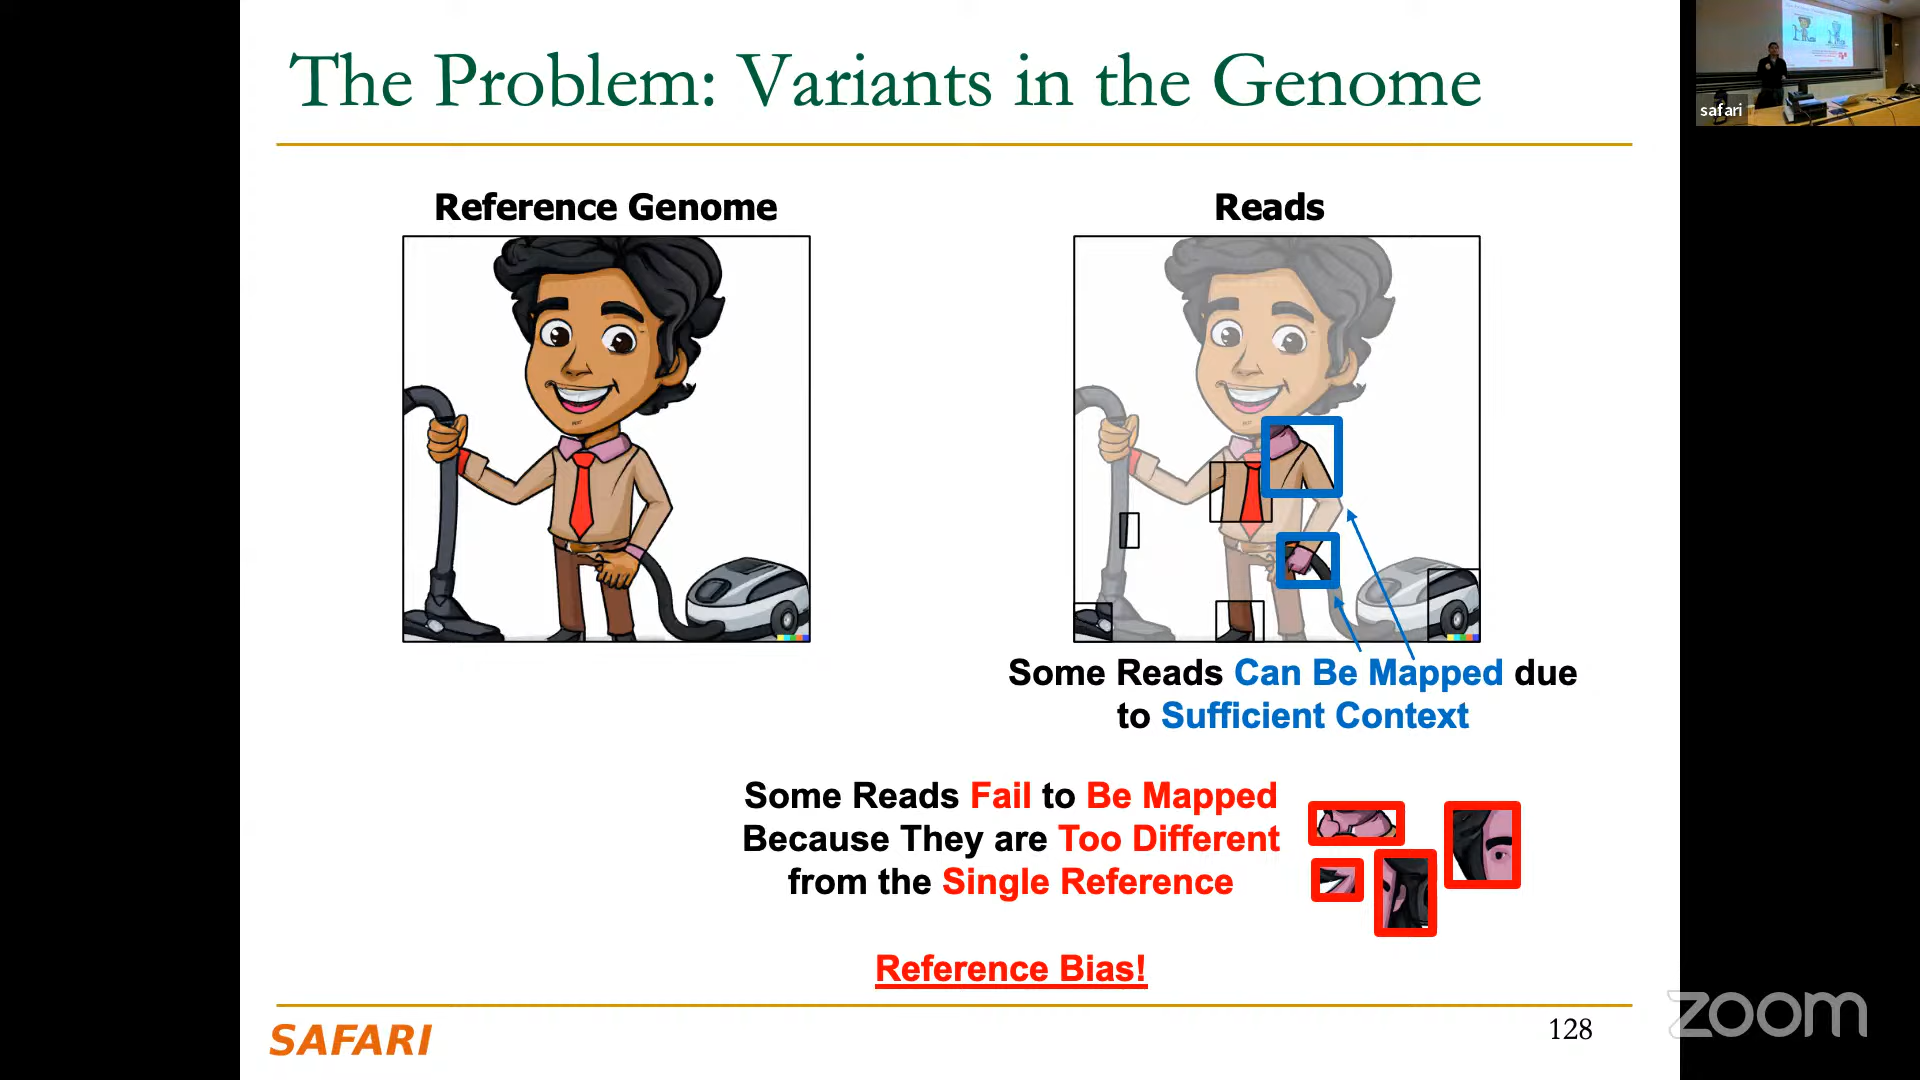 The Problem: Variants in the Genome
safari
Reference Genome
Reads
Some Reads Can Be Mapped due
to Sufficient Context
Some Reads Fail to Be Mapped
Because They are Too Different
from the Single Reference
Reference Bias!
SAFARI
128
zoom